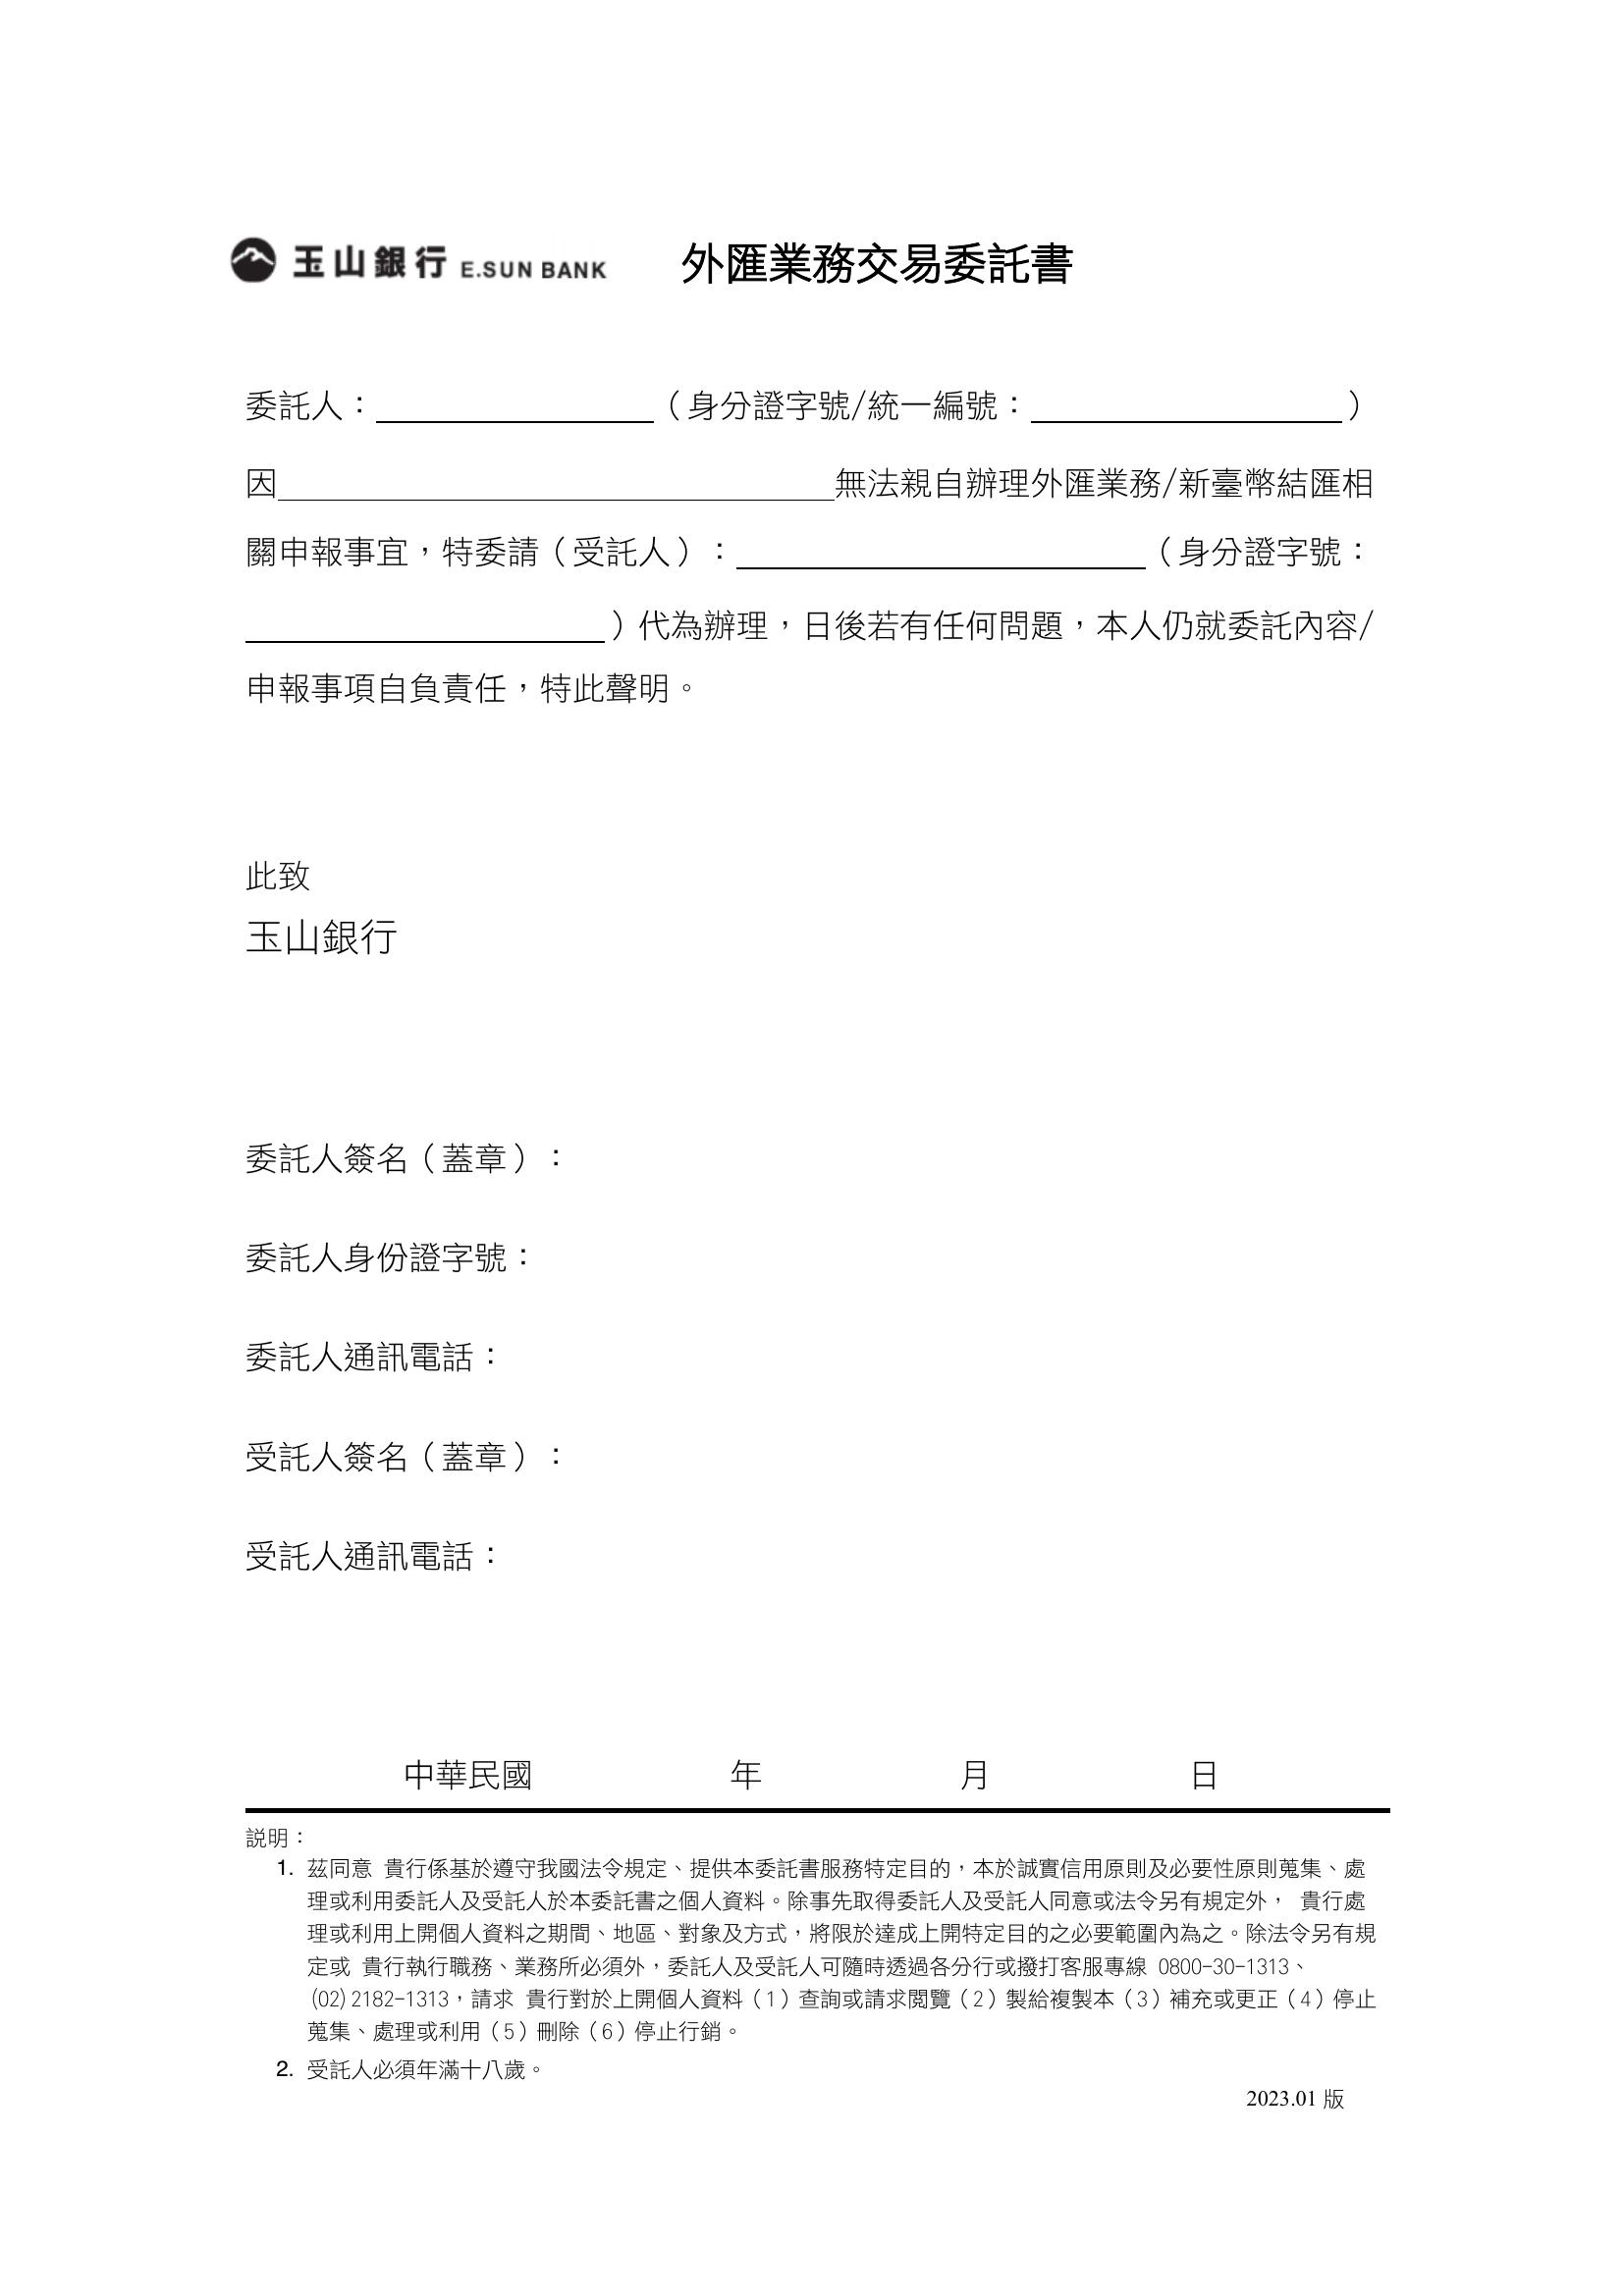 玉山銀行 E.SUN BANK 外匯業務交易委託書
委託人：＿＿＿＿＿＿＿＿（身分證字號/統一編號：＿＿＿＿＿＿＿＿＿）
因＿＿＿＿＿＿＿＿＿＿＿＿＿＿＿＿＿無法親自辦理外匯業務/新臺幣結匯相
關申報事宜，特委請（受託人）：＿＿＿＿＿＿＿＿＿＿＿＿（身分證字號：
＿＿＿＿＿＿＿＿＿＿＿）代為辦理，日後若有任何問題，本人仍就委託內容/
申報事項自負責任，特此聲明。
此致
玉山銀行
委託人簽名（蓋章）：
委託人身份證字號：
委託人通訊電話：
受託人簽名（蓋章）：
受託人通訊電話：
中華民國 年 月 日
説明：
1. 茲同意 貴行係基於遵守我國法令規定、提供本委託書服務特定目的，本於誠實信用原則及必要性原則蒐集、處
理或利用委託人及受託人於本委託書之個人資料。除事先取得委託人及受託人同意或法令另有規定外， 貴行處
理或利用上開個人資料之期間、地區、對象及方式，將限於達成上開特定目的之必要範圍內為之。除法令另有規
定或 貴行執行職務、業務所必須外，委託人及受託人可隨時透過各分行或撥打客服專線 0800-30-1313、
(02)2182-1313，請求 貴行對於上開個人資料（1）查詢或請求閲覽（2）製給複製本（3）補充或更正（4）停止
蒐集、處理或利用（5）刪除（6）停止行銷。
2. 受託人必須年滿十八歲。
2023.01 版